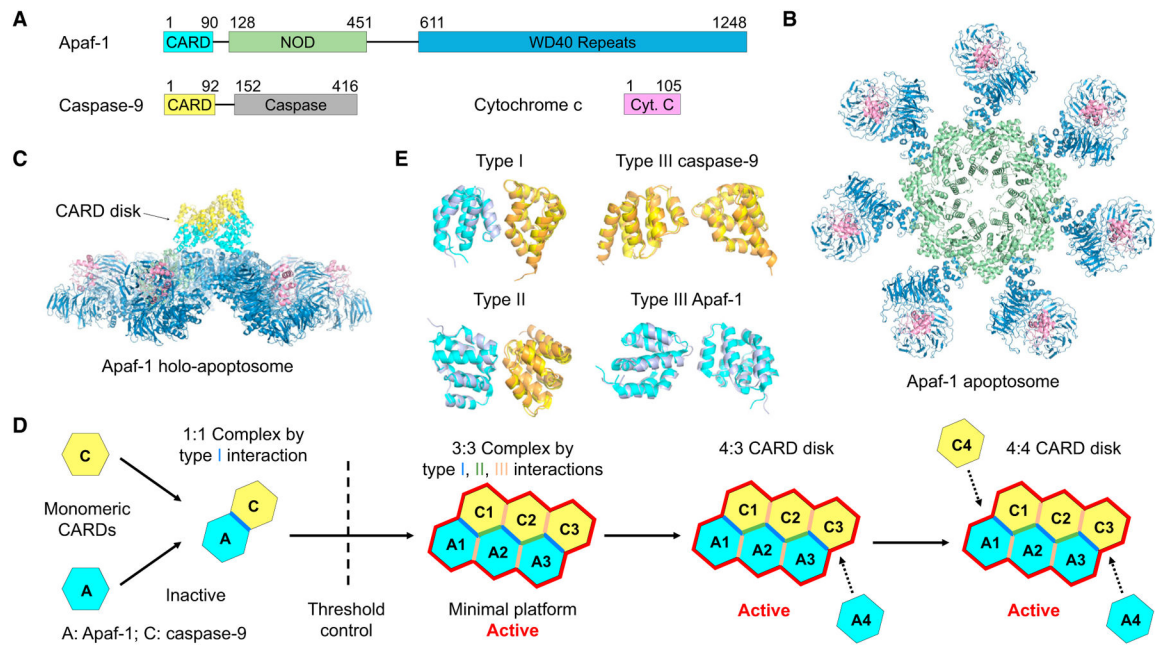 A
1 90 128 451 611 1248
Apaf-1 CARD NOD WD40 Repeats
1 92 152 416 1 105
Caspase-9 CARD Caspase Cytochrome c Cyt. C
B
Apaf-1 apoptosome
C
CARD disk
Apaf-1 holo-apoptosome
E
Type I Type III caspase-9
Type II Type III Apaf-1
D
C
Monomeric
CARDs
A
A: Apaf-1; C: caspase-9
1:1 Complex by
type I interaction
C
A
Inactive
Threshold
control
3:3 Complex by
type I, II, III interactions
C1 C2 C3
A1 A2 A3
Minimal platform
Active
4:3 CARD disk
C1 C2 C3
A1 A2 A3
Active
A4
4:4 CARD disk
C4
C1 C2 C3
A1 A2 A3
Active
A4